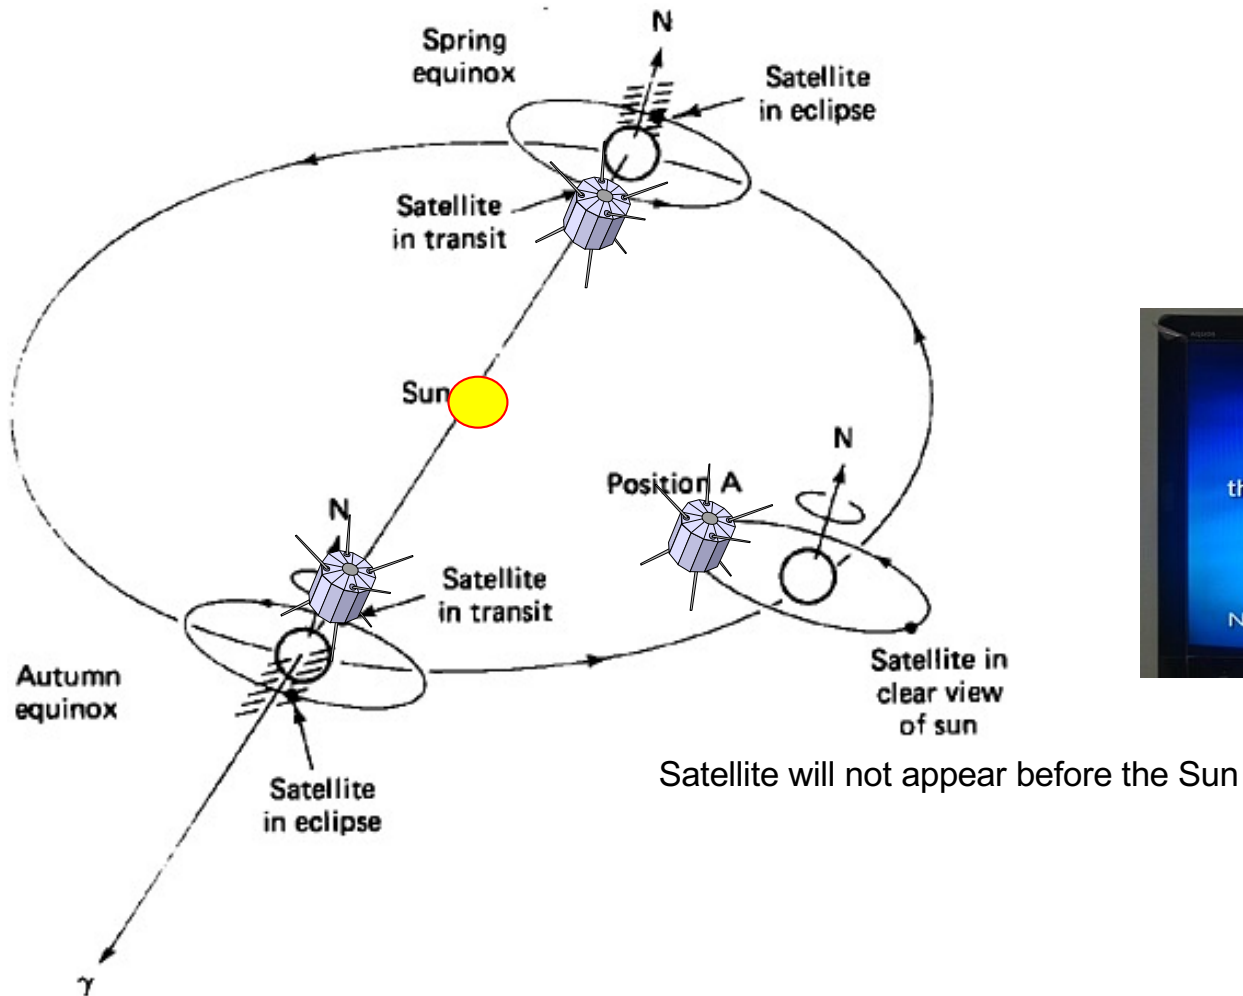 N
Spring
equinox
Satellite
in eclipse
Satellite
in transit
Sun
Position A
N
N
Satellite
in transit
Autumn
equinox
Satellite in
clear view
of sun
Satellite
in eclipse
Satellite will not appear before the Sun
γ
th
N